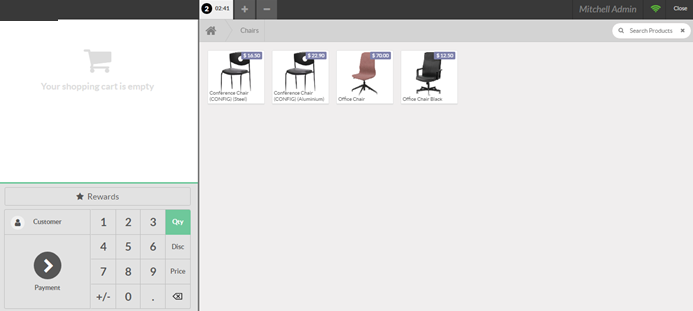 2 02:41
Mitchell Admin
Close
Chairs
Search Products
Your shopping cart is empty
$ 16.50
Conference Chair
(CONFIG) (Steel)
$ 22.90
Conference Chair
(CONFIG) (Aluminium)
$ 70.00
Office Chair
$ 12.50
Office Chair Black
Rewards
Customer
1 2 3 Qty
4 5 6 Disc
7 8 9 Price
+/- 0 .
Payment